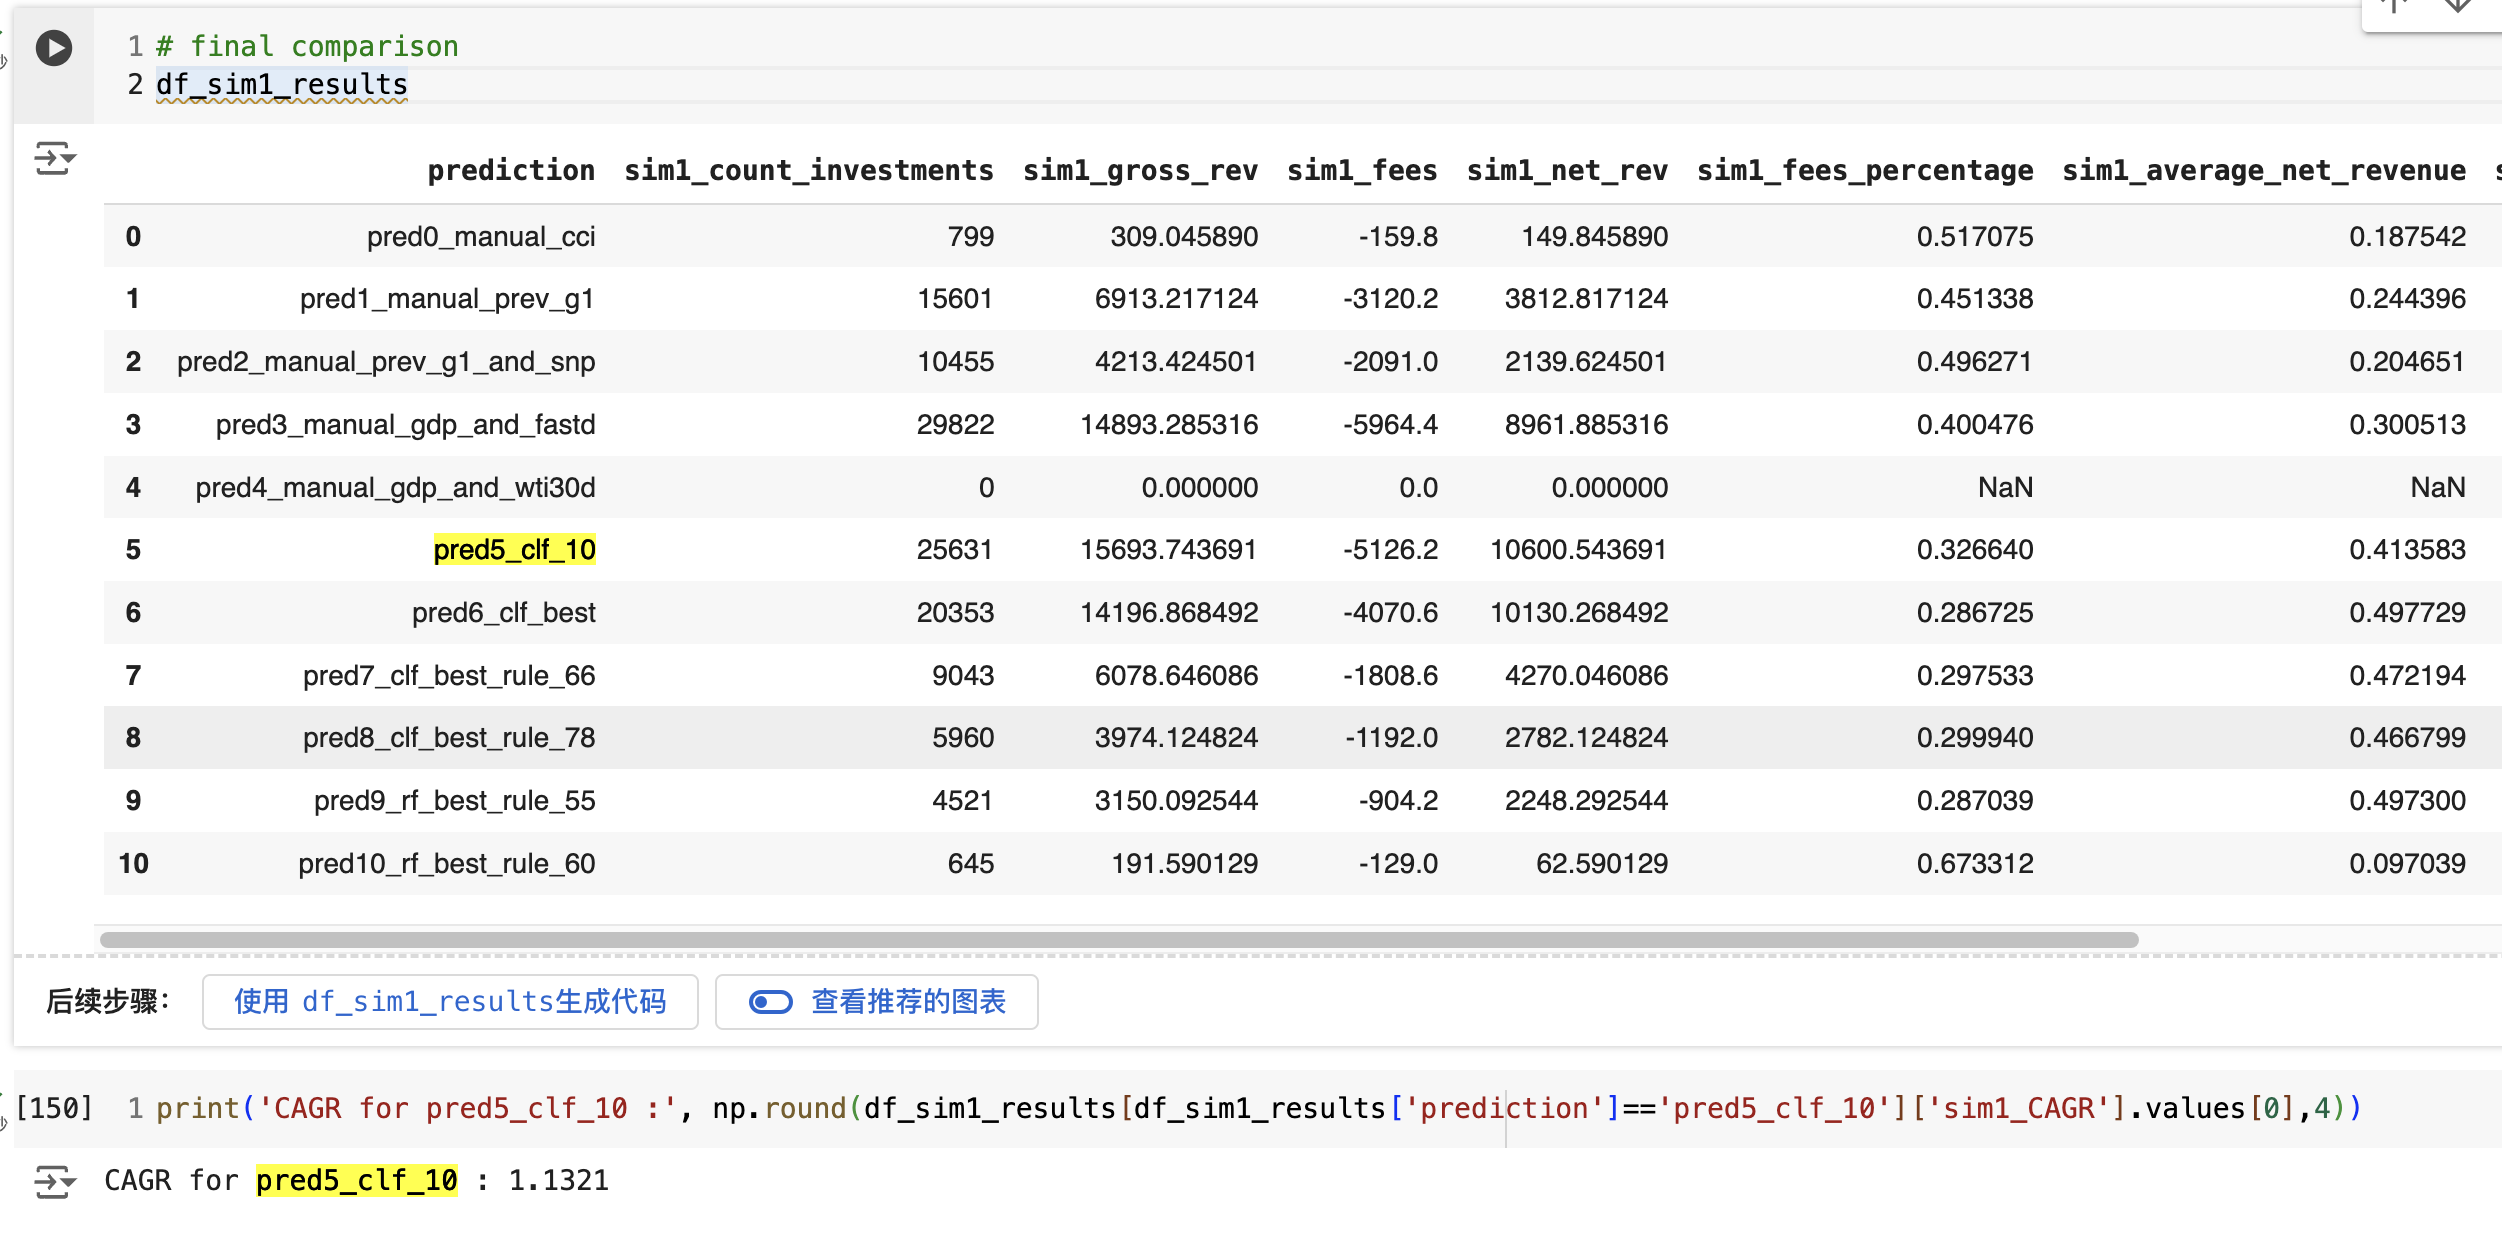 1 # final comparison
2 df_sim1_results
prediction sim1_count_investments sim1_gross_rev sim1_fees sim1_net_rev sim1_fees_percentage sim1_average_net_revenue
0 pred0_manual_cci 799 309.045890 -159.8 149.845890 0.517075 0.187542
1 pred1_manual_prev_g1 15601 6913.217124 -3120.2 3812.817124 0.451338 0.244396
2 pred2_manual_prev_g1_and_snp 10455 4213.424501 -2091.0 2139.624501 0.496271 0.204651
3 pred3_manual_gdp_and_fastd 29822 14893.285316 -5964.4 8961.885316 0.400476 0.300513
4 pred4_manual_gdp_and_wti30d 0 0.000000 0.0 0.000000 NaN NaN
5 pred5_clf_10 25631 15693.743691 -5126.2 10600.543691 0.326640 0.413583
6 pred6_clf_best 20353 14196.868492 -4070.6 10130.268492 0.286725 0.497729
7 pred7_clf_best_rule_66 9043 6078.646086 -1808.6 4270.046086 0.297533 0.472194
8 pred8_clf_best_rule_78 5960 3974.124824 -1192.0 2782.124824 0.299940 0.466799
9 pred9_rf_best_rule_55 4521 3150.092544 -904.2 2248.292544 0.287039 0.497300
10 pred10_rf_best_rule_60 645 191.590129 -129.0 62.590129 0.673312 0.097039
后续步骤： 使用 df_sim1_results生成代码 查看推荐的图表
[150] 1 print('CAGR for pred5_clf_10 :', np.round(df_sim1_results[df_sim1_results['prediction']=='pred5_clf_10']['sim1_CAGR'].values[0],4))
CAGR for pred5_clf_10 : 1.1321